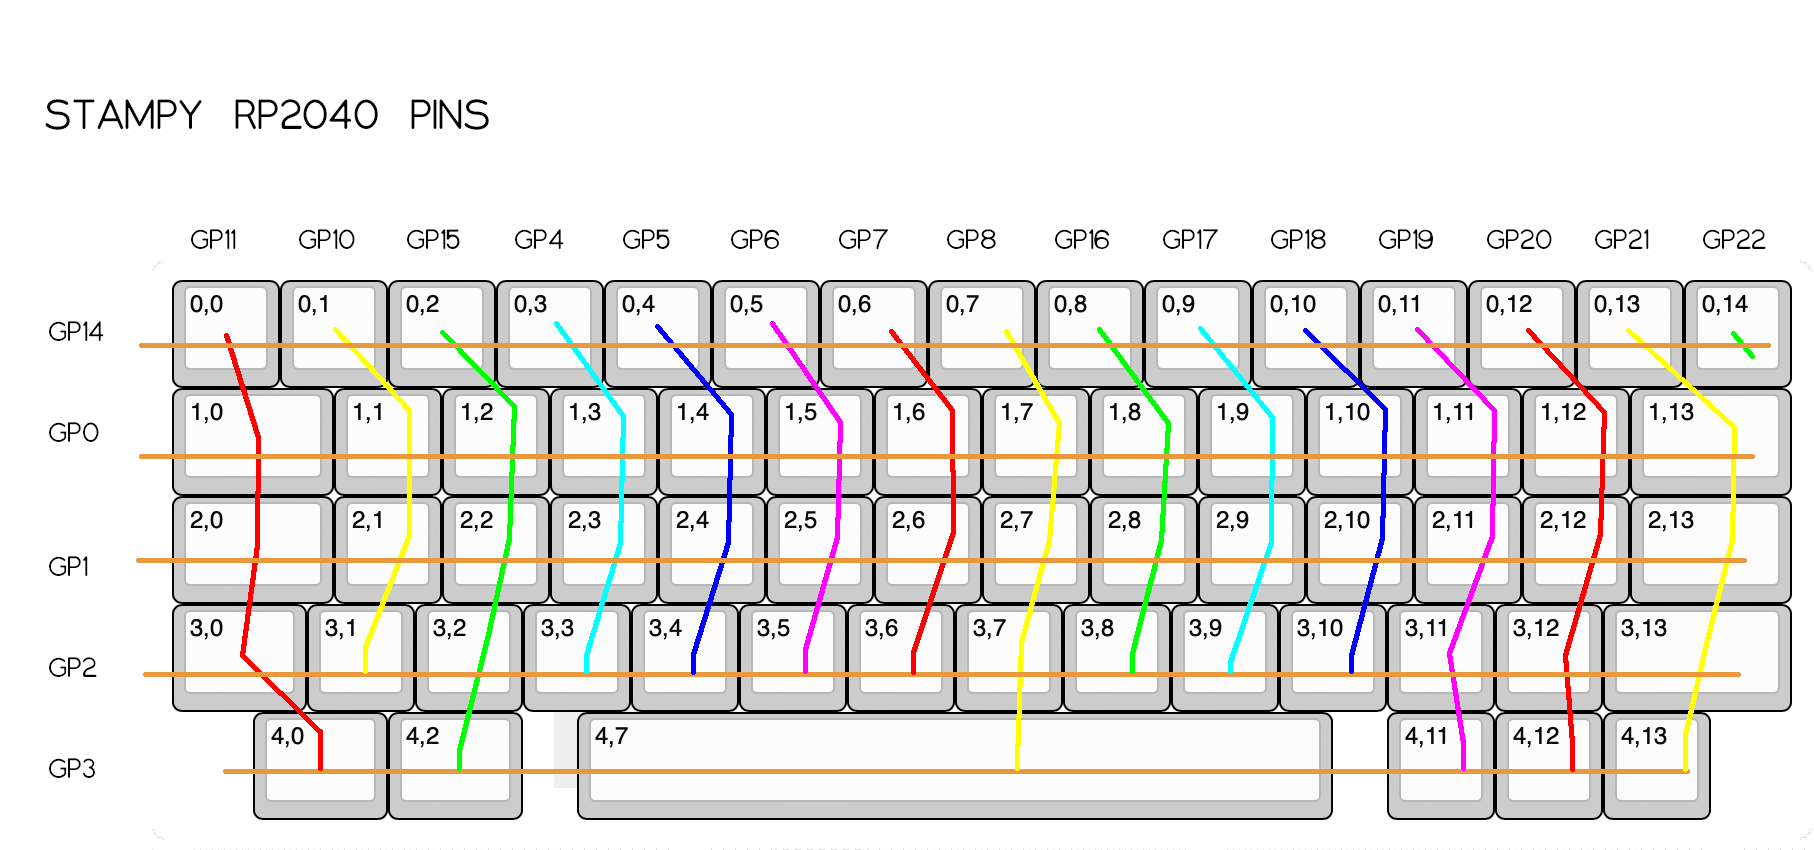 STAMPY RP2040 PINS
GP11 GP10 GP15 GP4 GP5 GP6 GP7 GP8 GP16 GP17 GP18 GP19 GP20 GP21 GP22
GP14 0,0 0,1 0,2 0,3 0,4 0,5 0,6 0,7 0,8 0,9 0,10 0,11 0,12 0,13 0,14
GP0 1,0 1,1 1,2 1,3 1,4 1,5 1,6 1,7 1,8 1,9 1,10 1,11 1,12 1,13
GP1 2,0 2,1 2,2 2,3 2,4 2,5 2,6 2,7 2,8 2,9 2,10 2,11 2,12 2,13
GP2 3,0 3,1 3,2 3,3 3,4 3,5 3,6 3,7 3,8 3,9 3,10 3,11 3,12 3,13
GP3 4,0 4,2 4,7 4,11 4,12 4,13